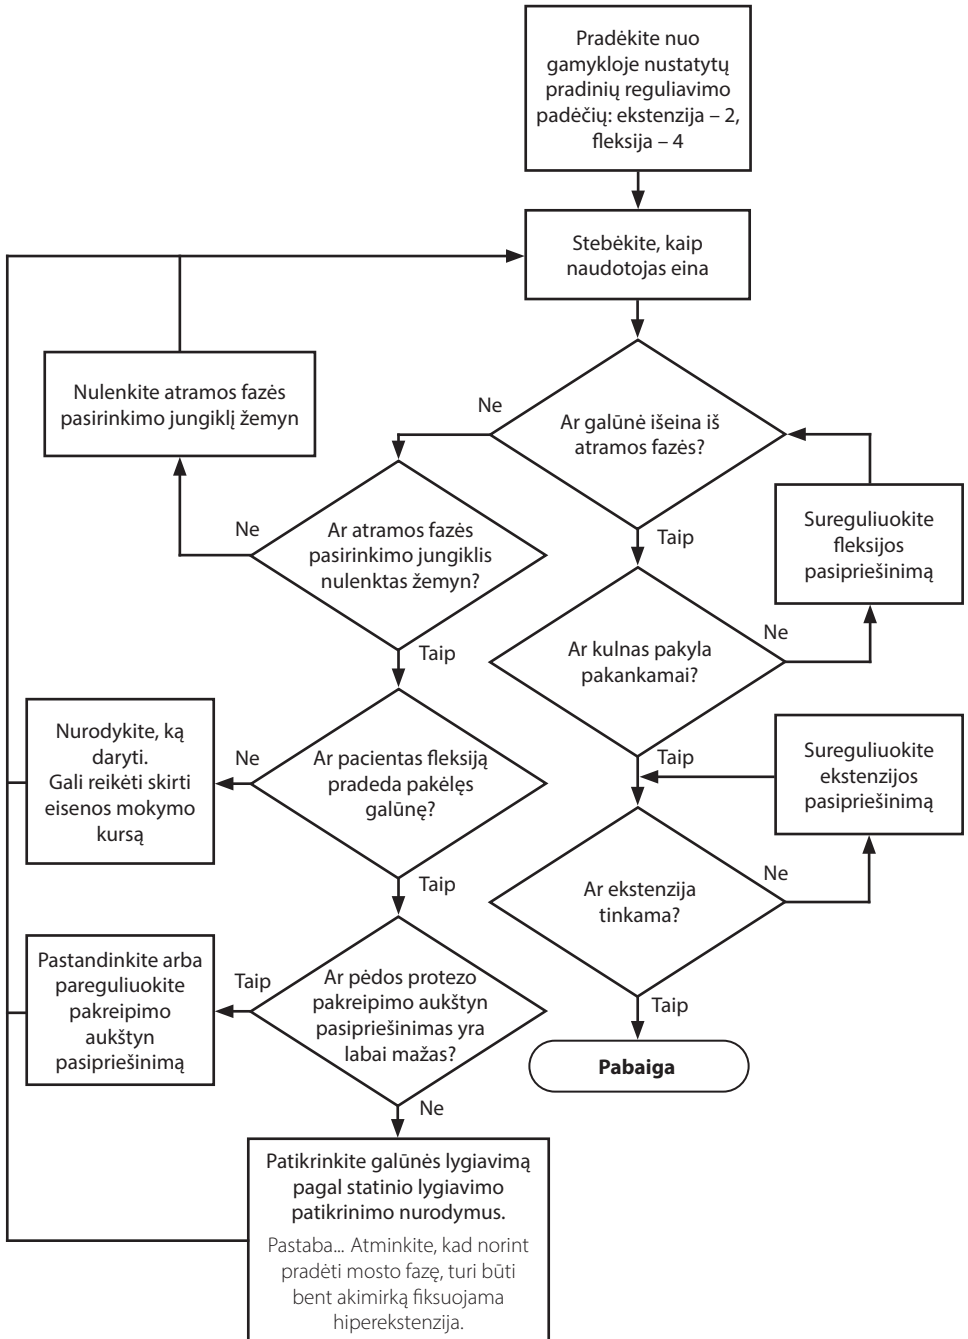 Pradėkite nuo
gamykloje nustatytų
pradinių reguliavimo
padėčių: ekstenzija – 2,
fleksija – 4
Stebėkite, kaip
naudotojas eina
Nulenkite atramos fazės
pasirinkimo jungiklį žemyn
Ne
Ar galūnė išeina iš
atramos fazės?
Ne
Ar atramos fazės
pasirinkimo jungiklis
nulenktas žemyn?
Taip
Sureguliuokite
fleksijos
pasipriešinimą
Taip
Ar kulnas pakyla
pakankamai?
Ne
Nurodykite, ką
daryti.
Gali reikėti skirti
eisenos mokymo
kursą
Ne
Ar pacientas fleksiją
pradeda pakėlęs
galūnę?
Taip
Sureguliuokite
ekstenzijos
pasipriešinimą
Taip
Ar ekstenzija
tinkama?
Ne
Pastandinkite arba
pareguliuokite
pakreipimo
aukštyn
pasipriešinimą
Taip
Ar pėdos protezo
pakreipimo aukštyn
pasipriešinimas yra
labai mažas?
Taip
Pabaiga
Ne
Patikrinkite galūnės lygiavimą
pagal statinio lygiavimo
patikrinimo nurodymus.
Pastaba... Atminkite, kad norint
pradėti mosto fazę, turi būti
bent akimirką fiksuojama
hiperekstenzija.